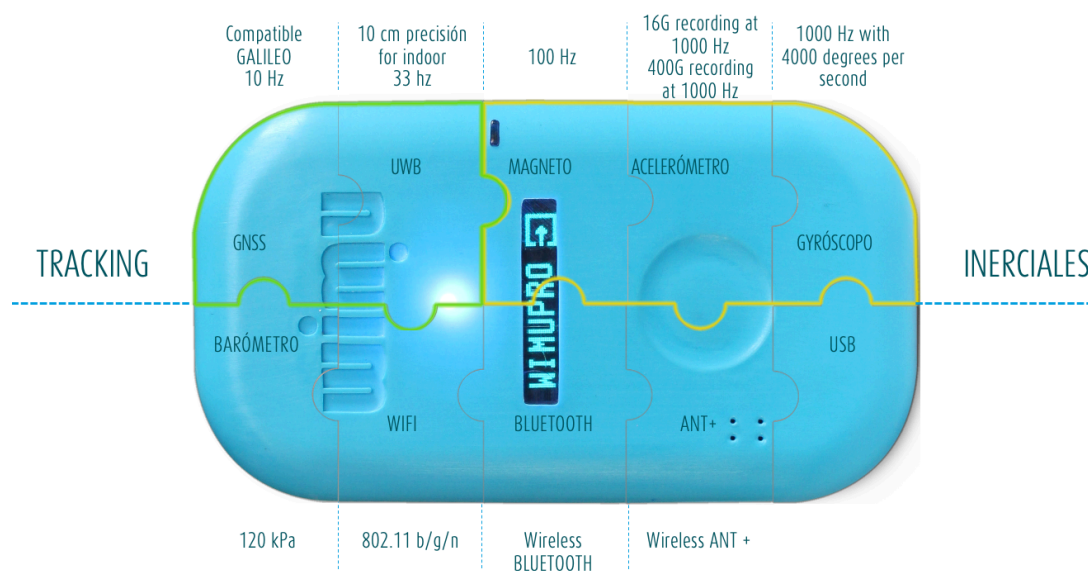 Compatible
GALILEO
10 Hz
10 cm precisión
for indoor
33 hz
100 Hz
16G recording at
1000 Hz
400G recording
at 1000 Hz
1000 Hz with
4000 degrees per
second
UWB
MAGNETO
ACELERÓMETRO
GNSS
GYRÓSCOPO
TRACKING
INERCIALES
wimu
WIMUPRO
BARÓMETRO
USB
WIFI
BLUETOOTH
ANT+
120 kPa
802.11 b/g/n
Wireless
BLUETOOTH
Wireless ANT +